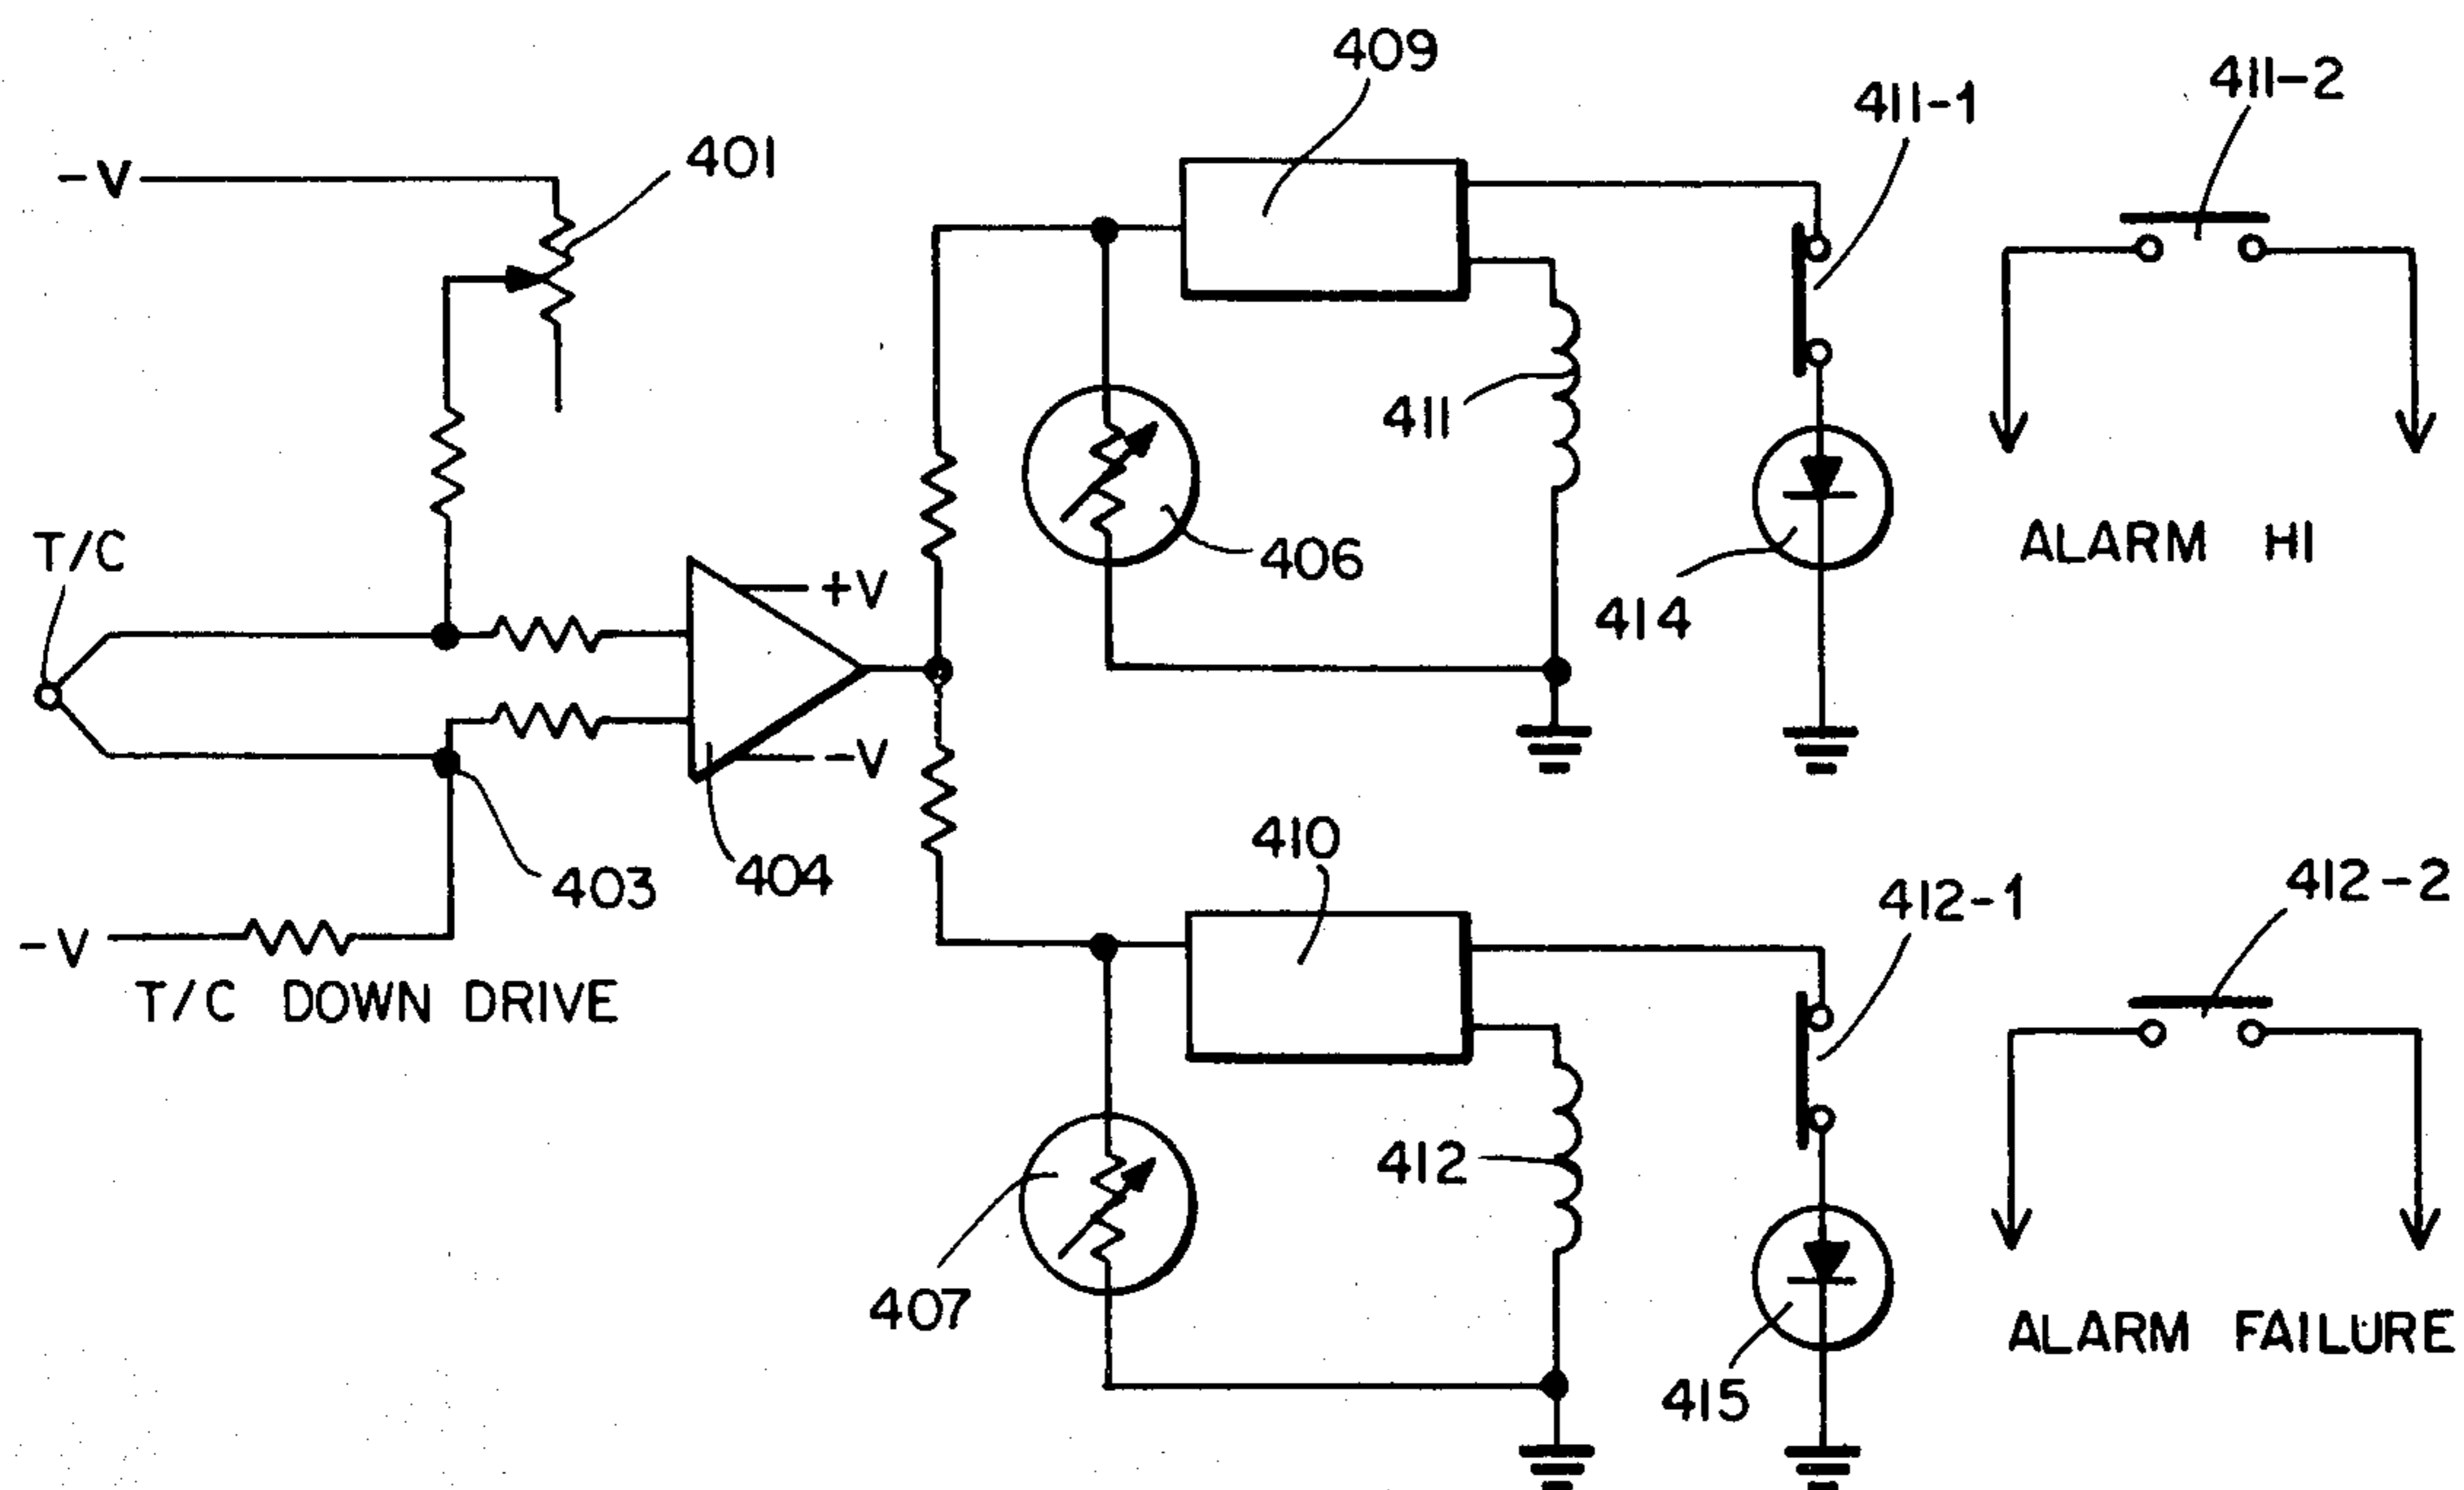 409
411-2
411-1
401
-V
411
406
T/C
ALARM HI
+V
414
-V
410
404
403
412-1
412-2
-V
T/C DOWN DRIVE
412
407
415
ALARM FAILURE